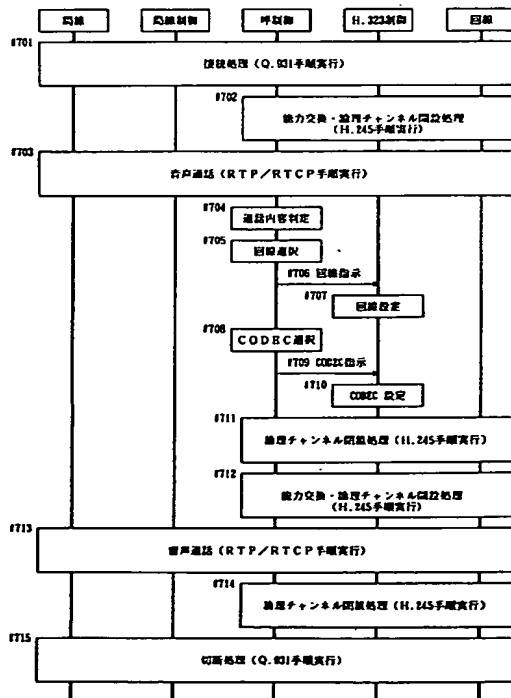 局線 局線制御 呼制御 H.323制御 回線
#701
接続処理(Q.931手順実行)
#702
能力交換・論理チャンネル開設処理
(H.245手順実行)
#703
音声通話(RTP/RTCP手順実行)
#704
通話内容判定
#705
回線選択
#706 回線指示
#707
回線設定
#708
CODEC選択
#709 CODEC指示
#710
CODEC 設定
#711
論理チャンネル閉設処理(H.245手順実行)
#712
能力交換・論理チャンネル開設処理
(H.245手順実行)
#713
音声通話(RTP/RTCP手順実行)
#714
論理チャンネル閉設処理(H.245手順実行)
#715
切断処理(Q.931手順実行)